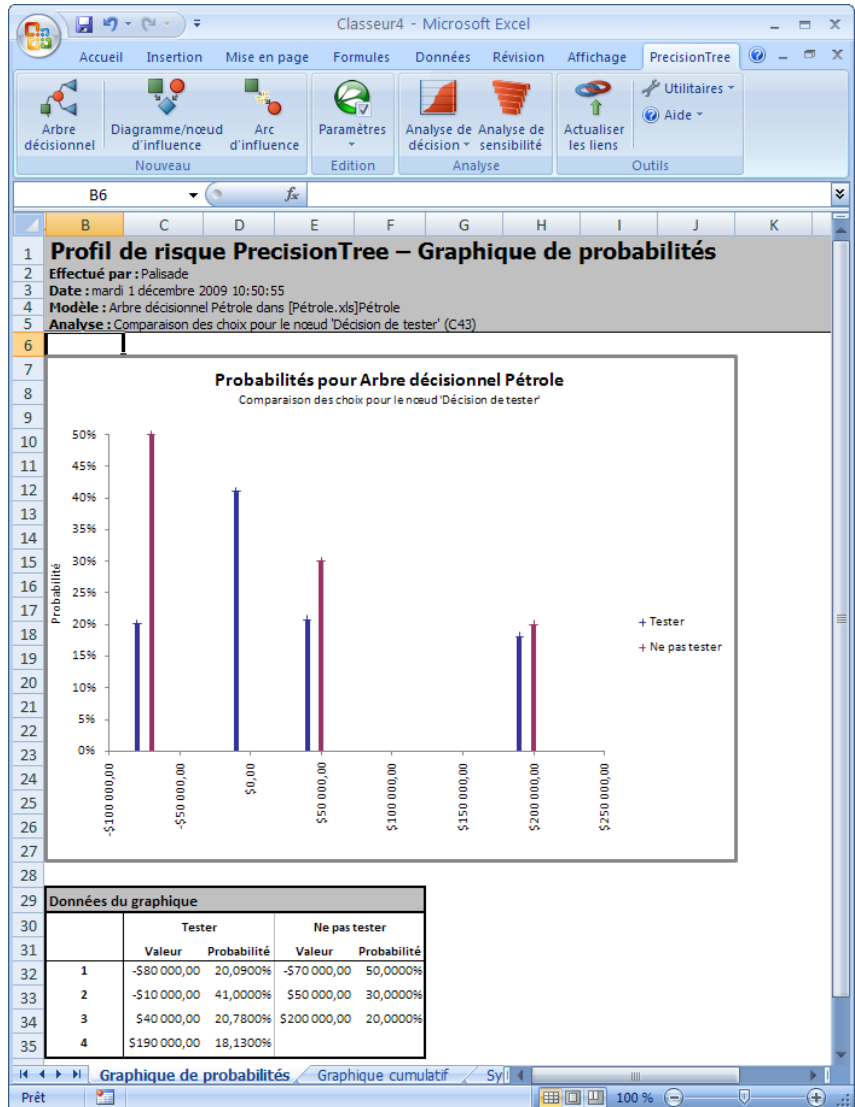 Classeur4 - Microsoft Excel
Accueil Insertion Mise en page Formules Données Révision Affichage PrecisionTree
Arbre décisionnel
Diagramme/nœud d'influence
Arc d'influence
Nouveau
Paramètres
Edition
Analyse de décision
Analyse de sensibilité
Analyse
Actualiser les liens
Utilitaires
Aide
Outils
B6 fx
B C D E F G H I J K
1 Profil de risque PrecisionTree – Graphique de probabilités
2 Effectué par : Palisade
3 Date : mardi 1 décembre 2009 10:50:55
4 Modèle : Arbre décisionnel Pétrole dans [Pétrole.xls]Pétrole
5 Analyse : Comparaison des choix pour le nœud 'Décision de tester' (C43)
6
7
8
9
10
11
12
13
14
15
16
17
18
19
20
21
22
23
24
25
26
27
28
Probabilités pour Arbre décisionnel Pétrole
Comparaison des choix pour le nœud 'Décision de tester'
Probabilité
50%
45%
40%
35%
30%
25%
20%
15%
10%
5%
0%
-$100 000,00
-$50 000,00
$0,00
$50 000,00
$100 000,00
$150 000,00
$200 000,00
$250 000,00
Tester
Ne pas tester
29 Données du graphique
30 Tester Ne pas tester
31 Valeur Probabilité Valeur Probabilité
32 1 -$80 000,00 20,0900% -$70 000,00 50,0000%
33 2 -$10 000,00 41,0000% $50 000,00 30,0000%
34 3 $40 000,00 20,7800% $200 000,00 20,0000%
35 4 $190 000,00 18,1300%
Graphique de probabilités Graphique cumulatif Sy
Prêt 100 %